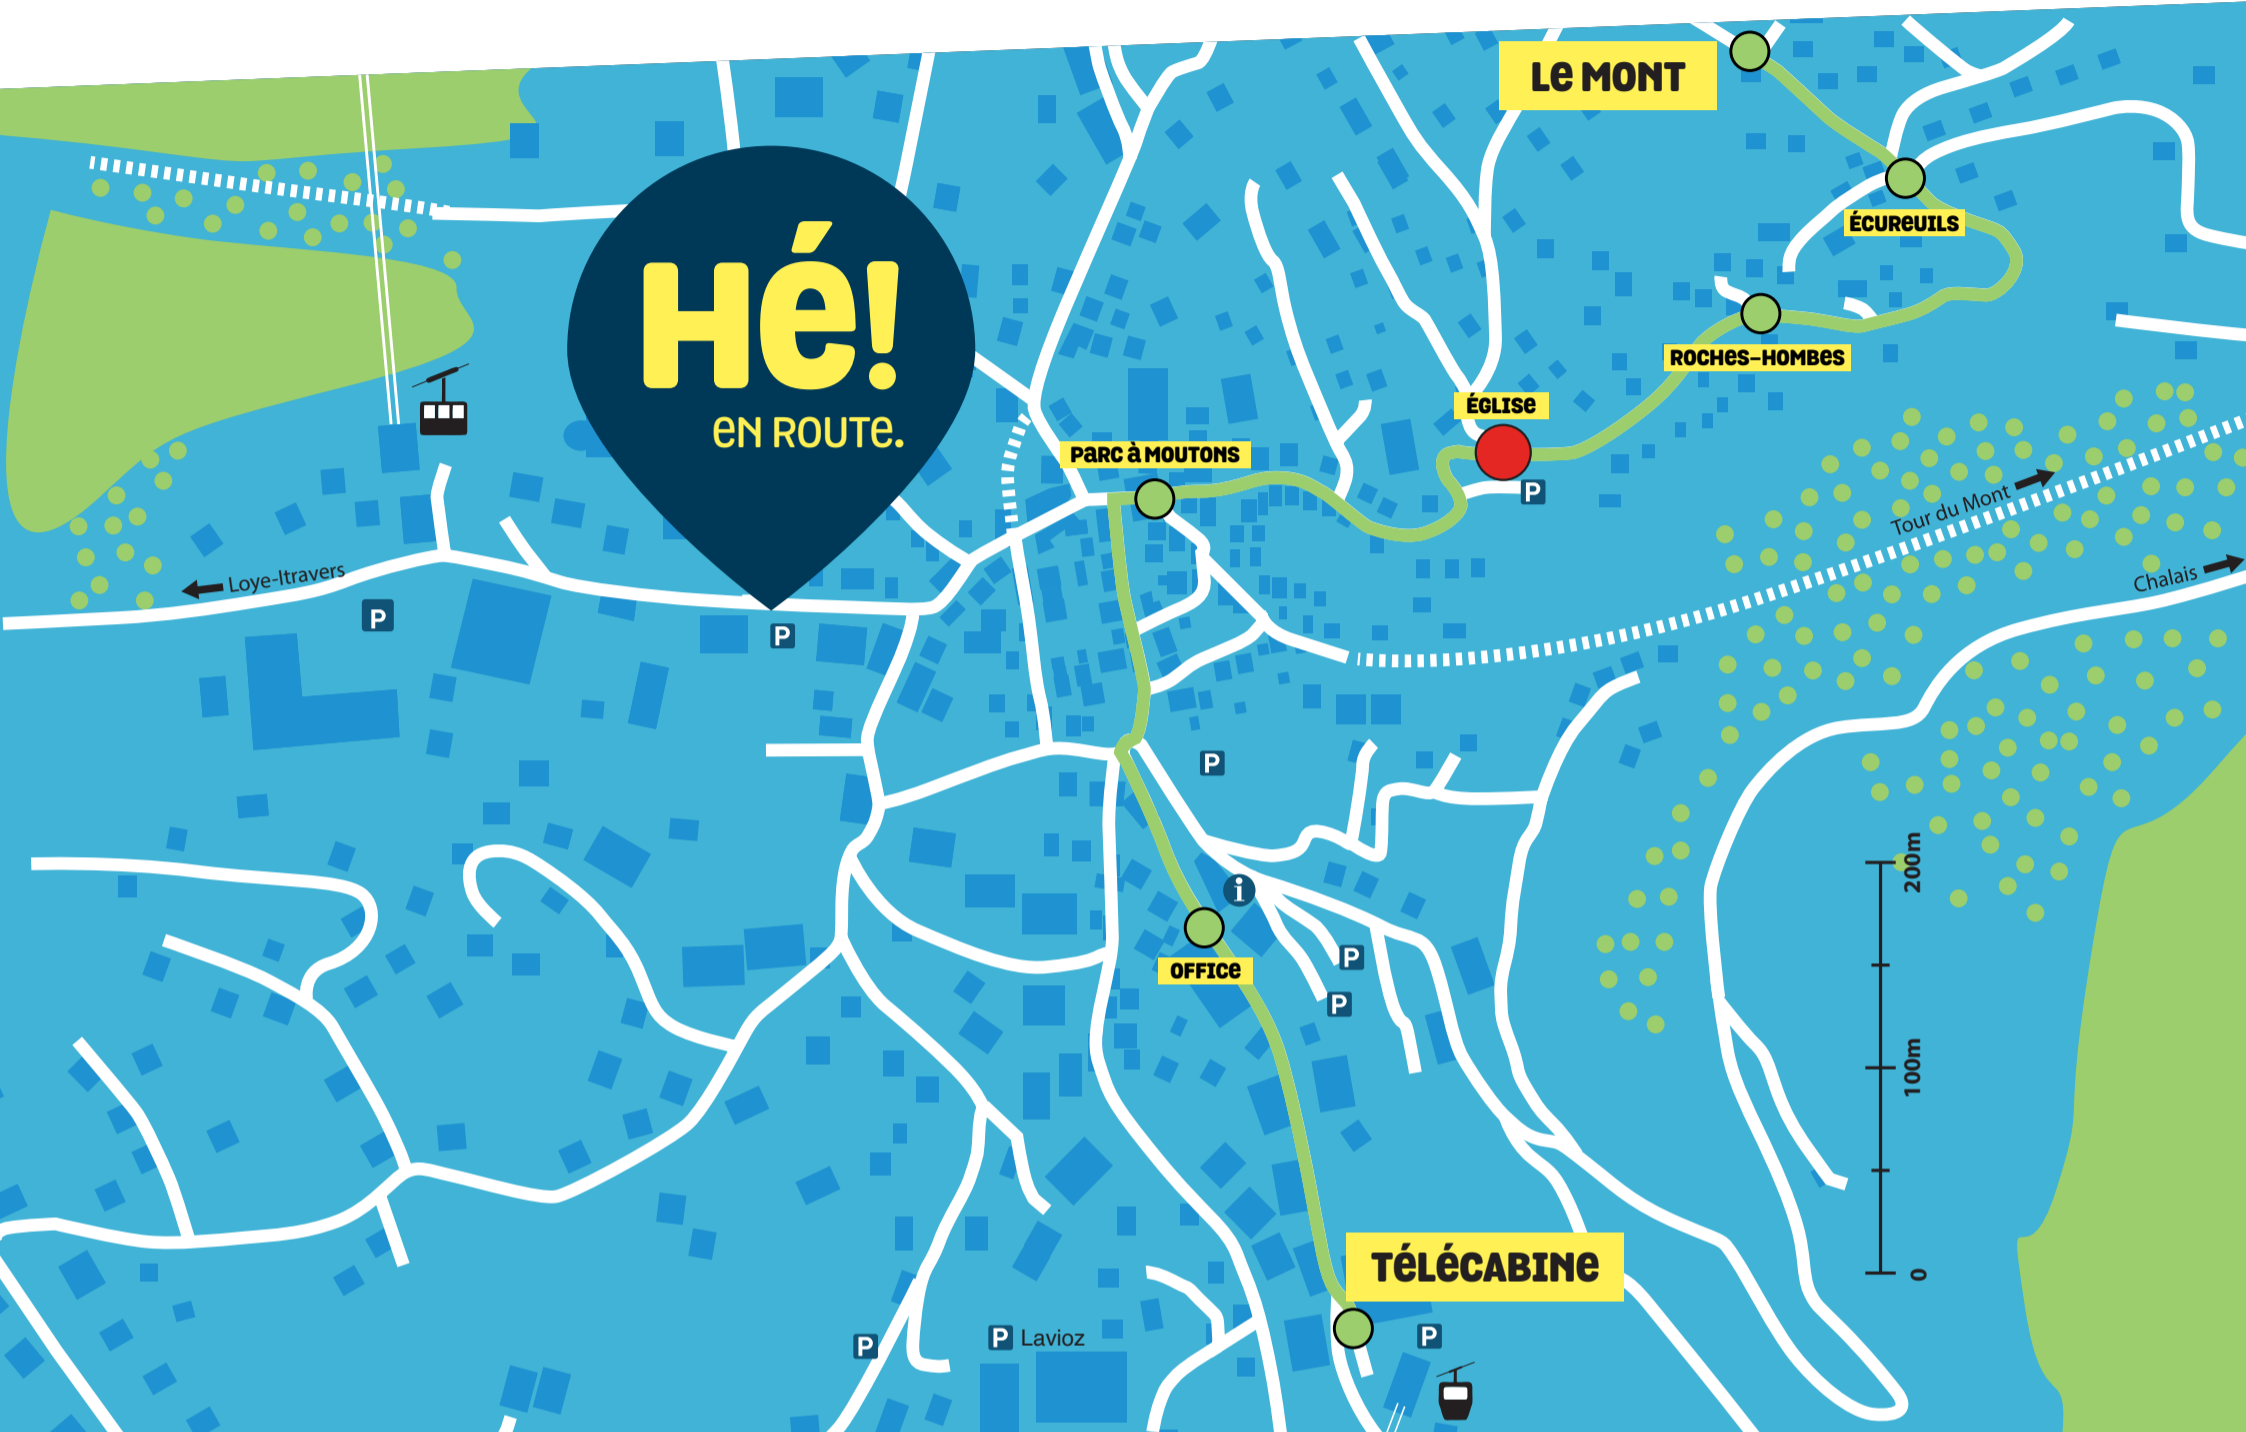 Le MONT
ÉCUReUILS
Hé!
eN ROUTe.
ROCHeS-HOMBeS
ÉGLISe
PARC à MOUTONS
P
Tour du Mont
Chalais
Loye-Itravers
P
P
P
i
200m
OFFICe
P
P
100m
TÉLÉCABINe
0
P
P Lavioz
P